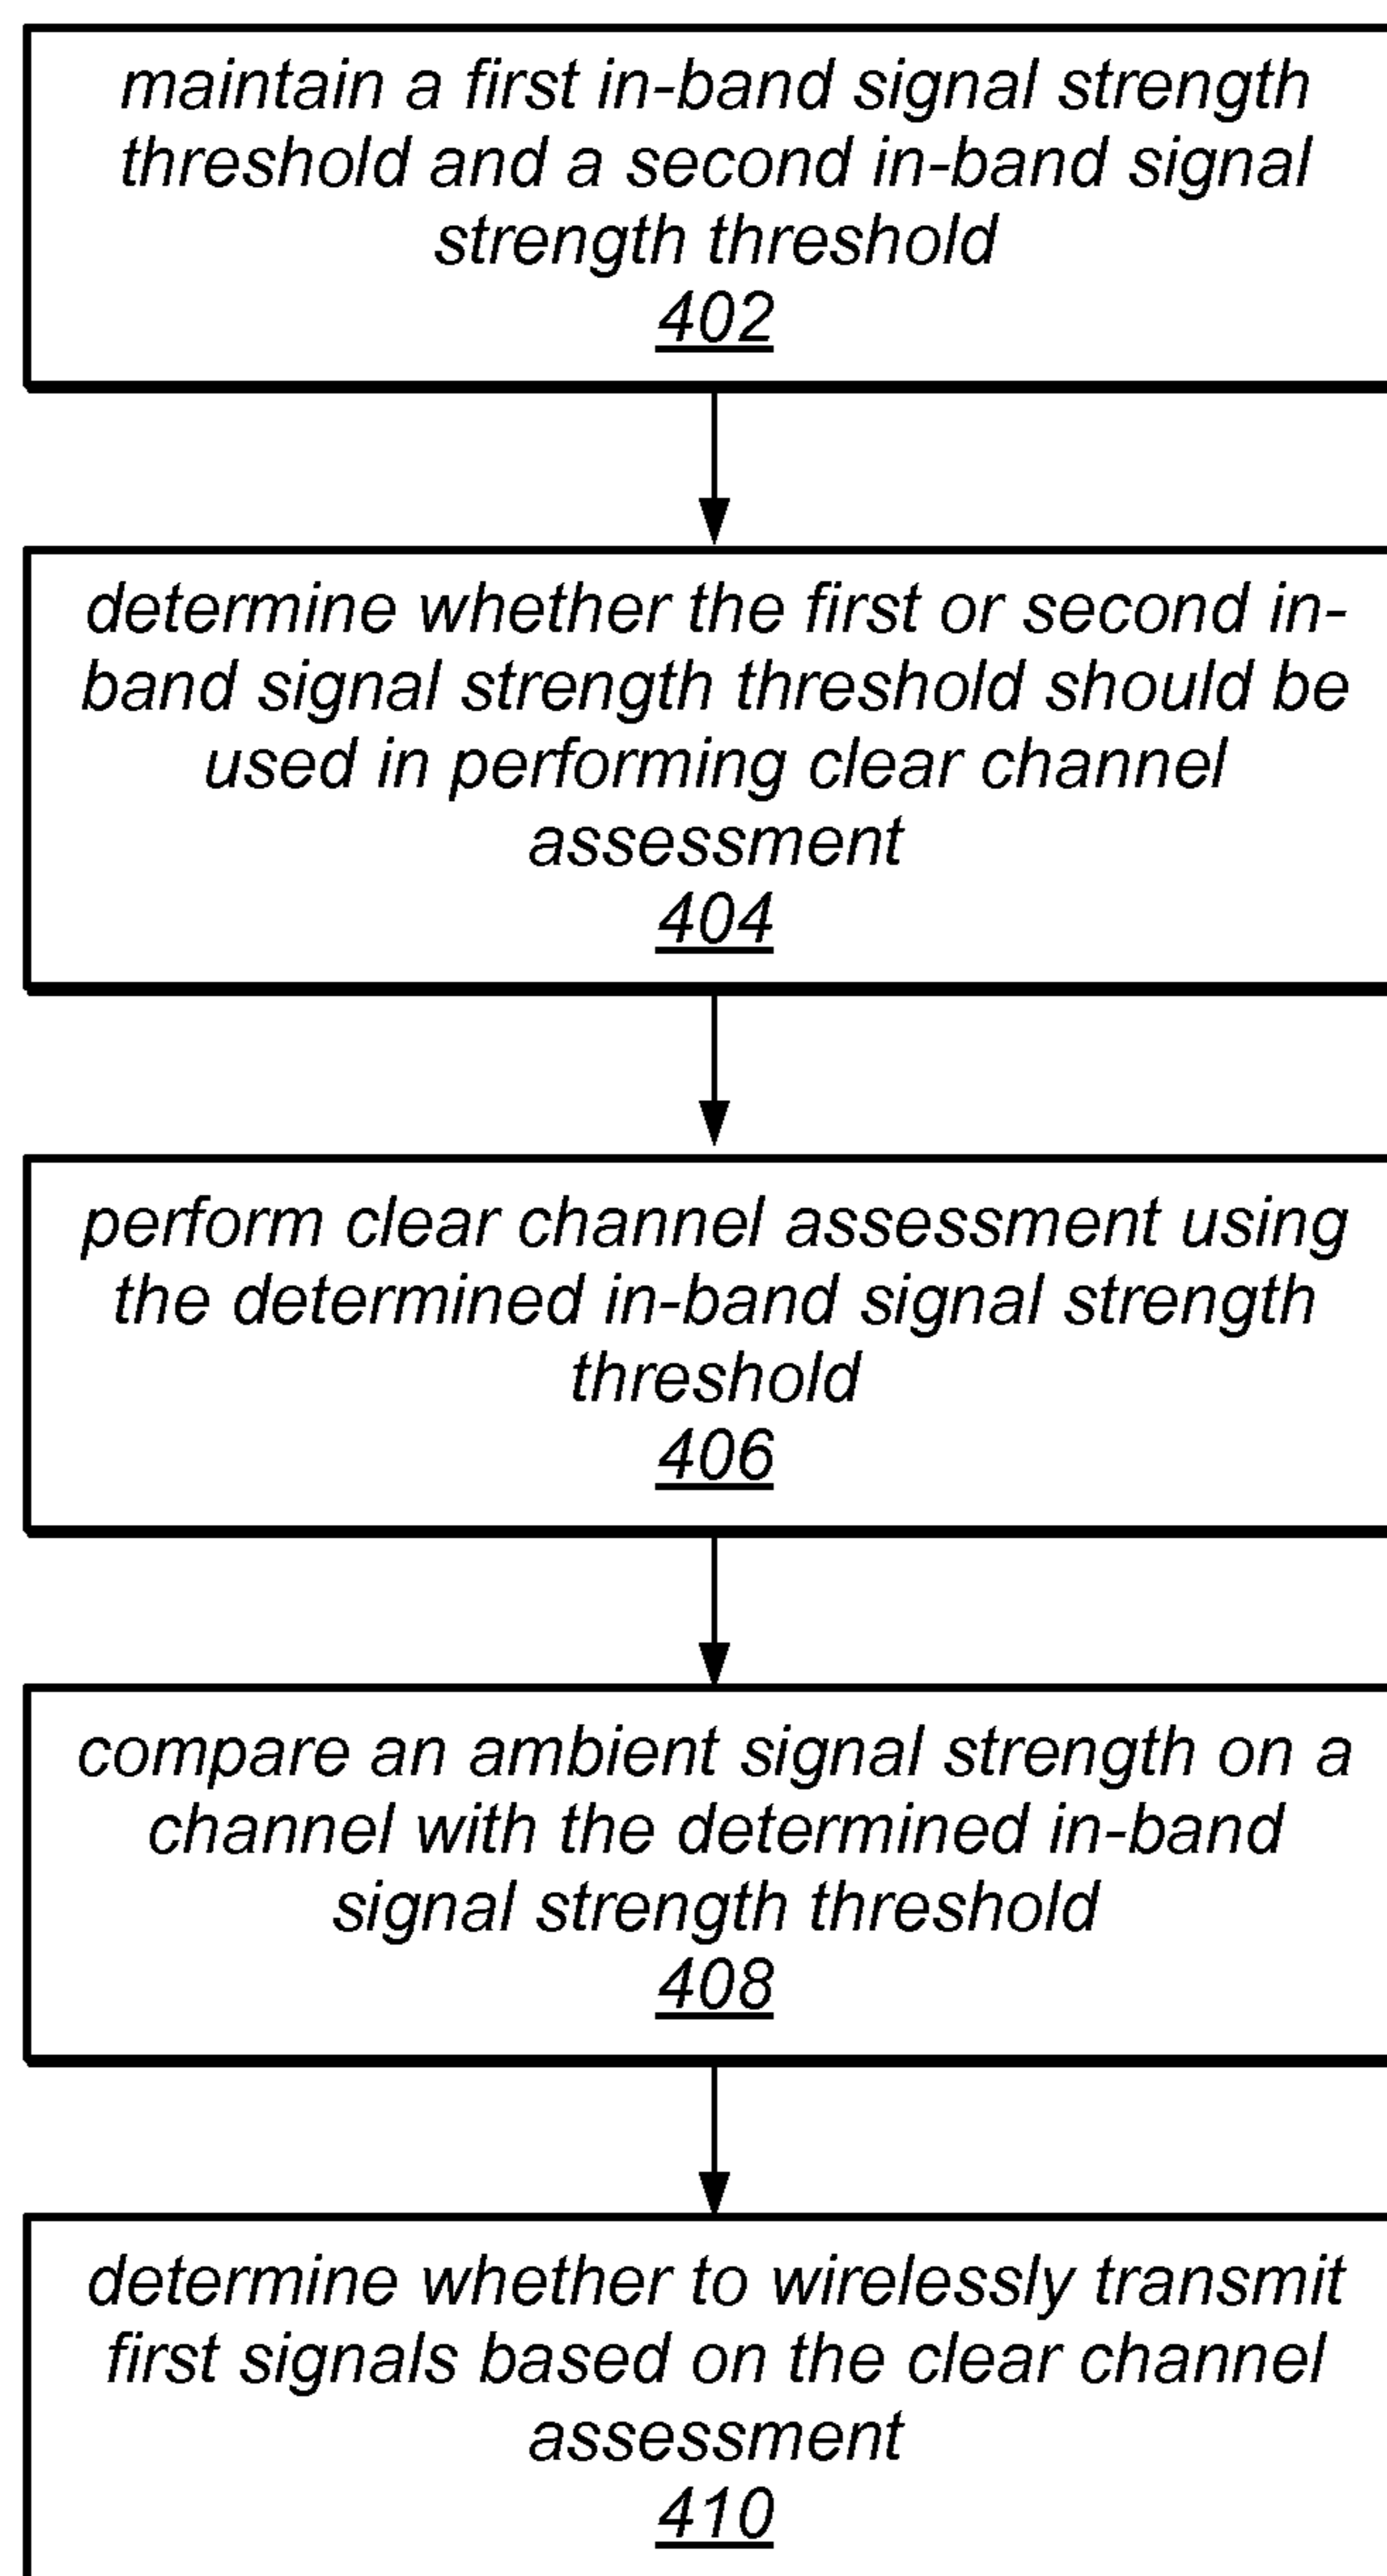 maintain a first in-band signal strength
threshold and a second in-band signal
strength threshold
402
determine whether the first or second in-
band signal strength threshold should be
used in performing clear channel
assessment
404
perform clear channel assessment using
the determined in-band signal strength
threshold
406
compare an ambient signal strength on a
channel with the determined in-band
signal strength threshold
408
determine whether to wirelessly transmit
first signals based on the clear channel
assessment
410